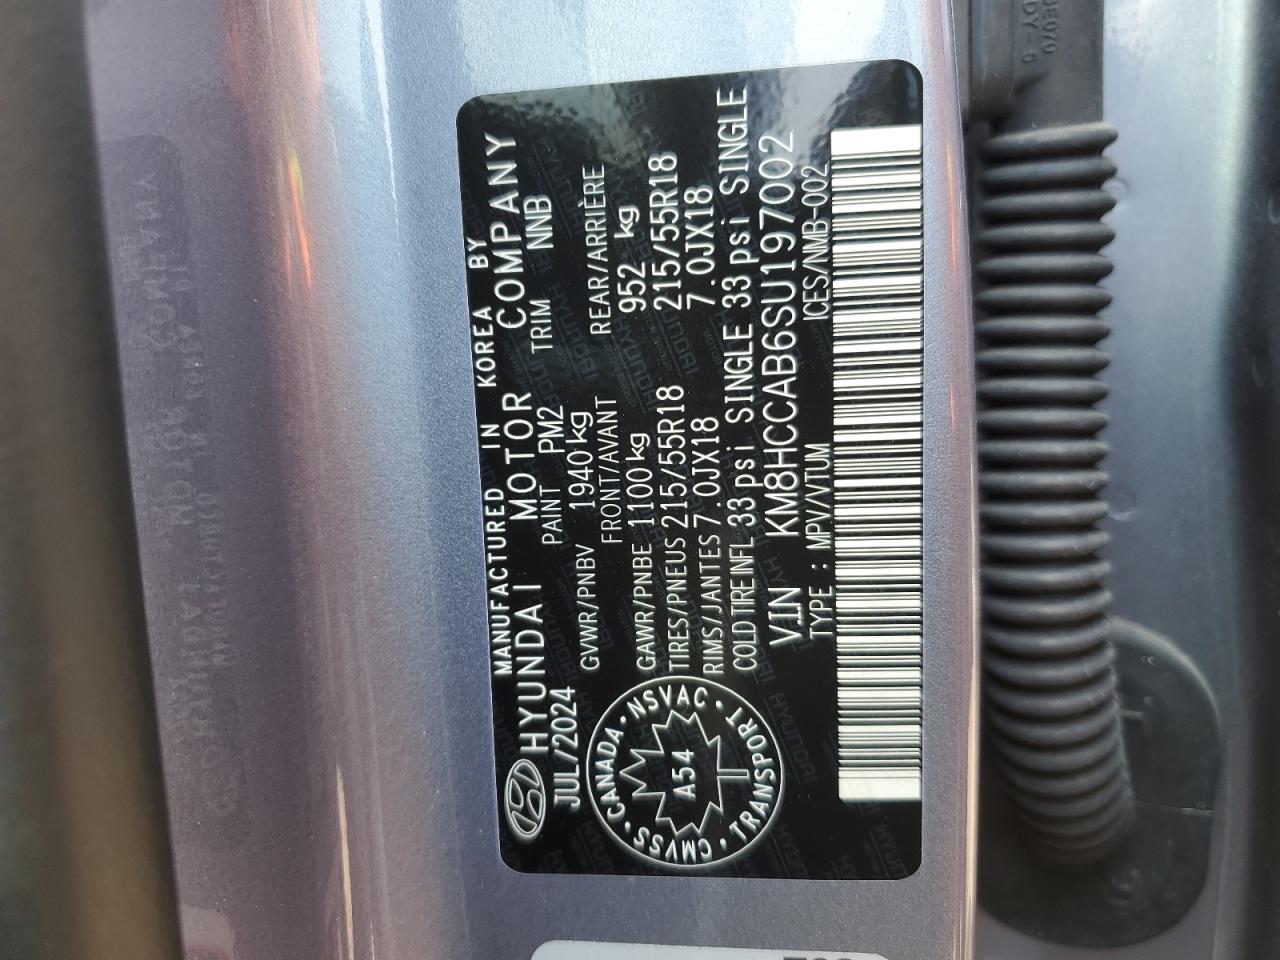 MANUFACTURED IN KOREA BY
HYUNDAI MOTOR COMPANY
JUL/2024 PAINT PM2 TRIM NNB
GVWR/PNBV 1940 kg
FRONT/AVANT REAR/ARRIÈRE
GAWR/PNBE 1100 kg 952 kg
TIRES/PNEUS 215/55R18 215/55R18
RIMS/JANTES 7.0JX18 7.0JX18
COLD TIRE INFL 33 psi SINGLE 33 psi SINGLE
VIN KM8HCCAB6SU197002
TYPE : MPV/VTUM ICES/NMB-002
CANADA · NSVAC · TRANSPORT · CMVSS ·
A54